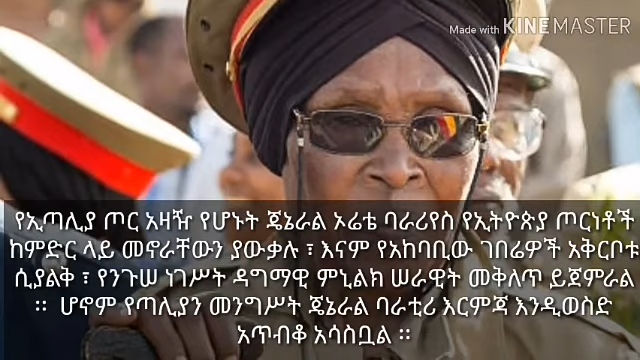 Made with KINEMASTER
የኢጣሊያ ጦር አዛዥ የሆኑት ጄኔራል ኦሬቴ ባራሪየስ የኢትዮጵያ ጦርነቶች
ከምድር ላይ መኖራቸውን ያውቃሉ ፣ እናም የአከባቢው ገበሬዎች አቅርቦቱ
ሲያልቅ ፣ የንጉሠ ነገሥት ዳግማዊ ምኒልክ ሠራዊት መቅለጥ ይጀምራል
። ሆኖም የጣሊያን መንግሥት ጄኔራል ባራቲሪ እርምጃ እንዲወስድ
አጥብቆ አሳስቧል ።